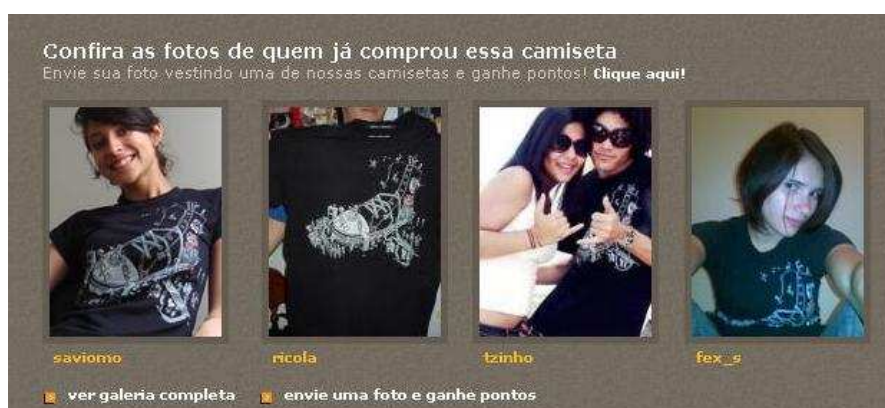 Confira as fotos de quem já comprou essa camiseta
Envie sua foto vestindo uma de nossas camisetas e ganhe pontos! Clique aqui!
saviomo
ricola
tzinho
fex_s
ver galeria completa
envie uma foto e ganhe pontos